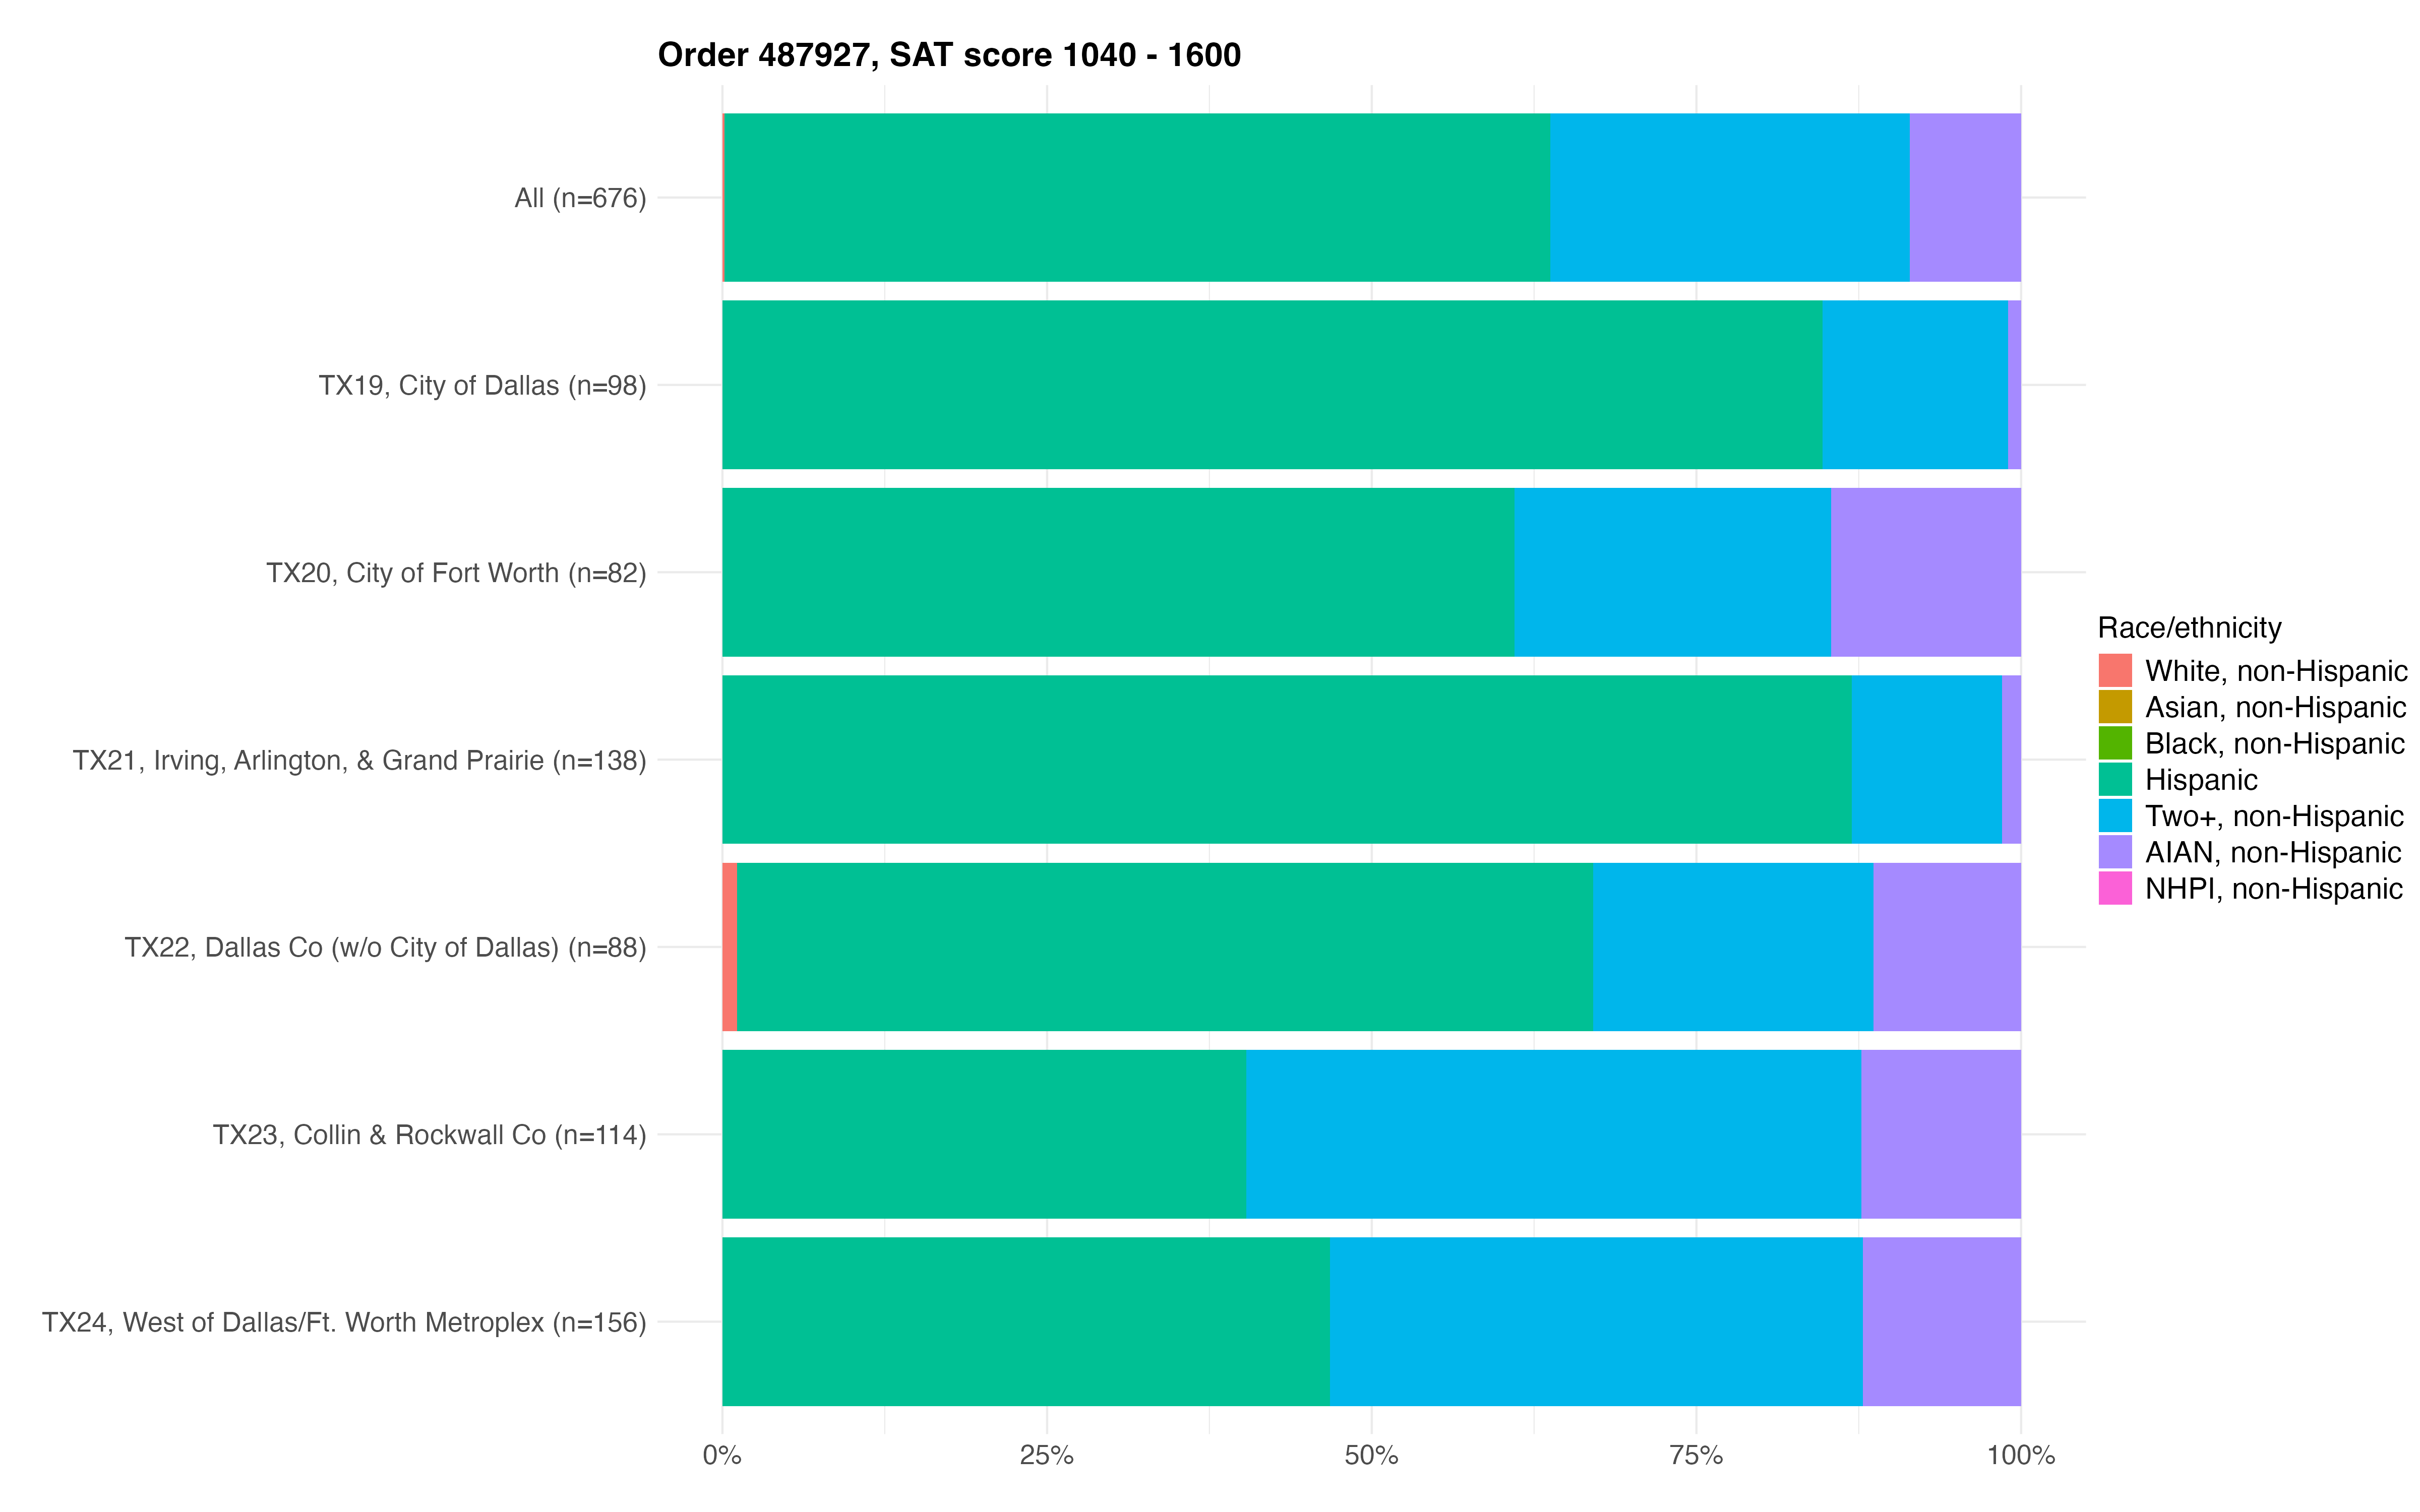 Order 487927, SAT score 1040 - 1600
All (n=676)
TX19, City of Dallas (n=98)
TX20, City of Fort Worth (n=82)
TX21, Irving, Arlington, & Grand Prairie (n=138)
TX22, Dallas Co (w/o City of Dallas) (n=88)
TX23, Collin & Rockwall Co (n=114)
TX24, West of Dallas/Ft. Worth Metroplex (n=156)
0% 25% 50% 75% 100%
Race/ethnicity
White, non-Hispanic
Asian, non-Hispanic
Black, non-Hispanic
Hispanic
Two+, non-Hispanic
AIAN, non-Hispanic
NHPI, non-Hispanic